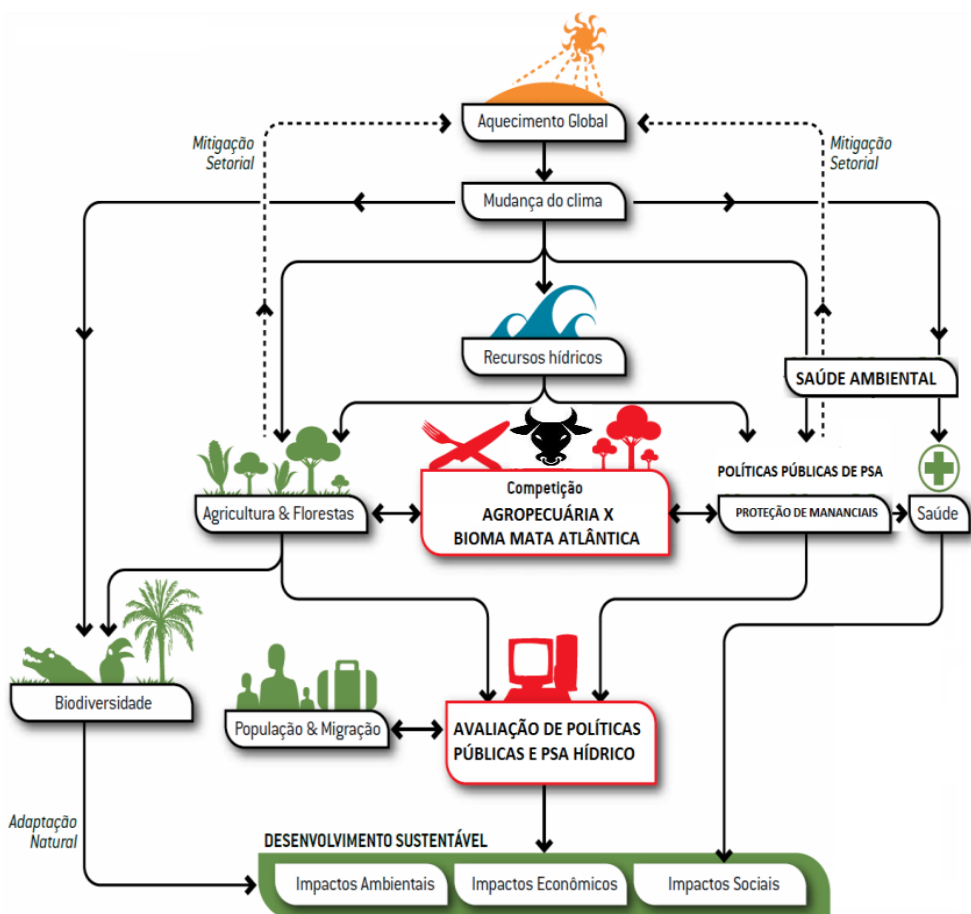 Aquecimento Global
Mitigação
Setorial
Mitigação
Setorial
Mudança do clima
Recursos hídricos
SAÚDE AMBIENTAL
POLÍTICAS PÚBLICAS DE PSA
Agricultura & Florestas
Competição
AGROPECUÁRIA X
BIOMA MATA ATLÂNTICA
PROTEÇÃO DE MANANCIAIS
Saúde
Biodiversidade
População & Migração
AVALIAÇÃO DE POLÍTICAS
PÚBLICAS E PSA HÍDRICO
Adaptação
Natural
DESENVOLVIMENTO SUSTENTÁVEL
Impactos Ambientais
Impactos Econômicos
Impactos Sociais